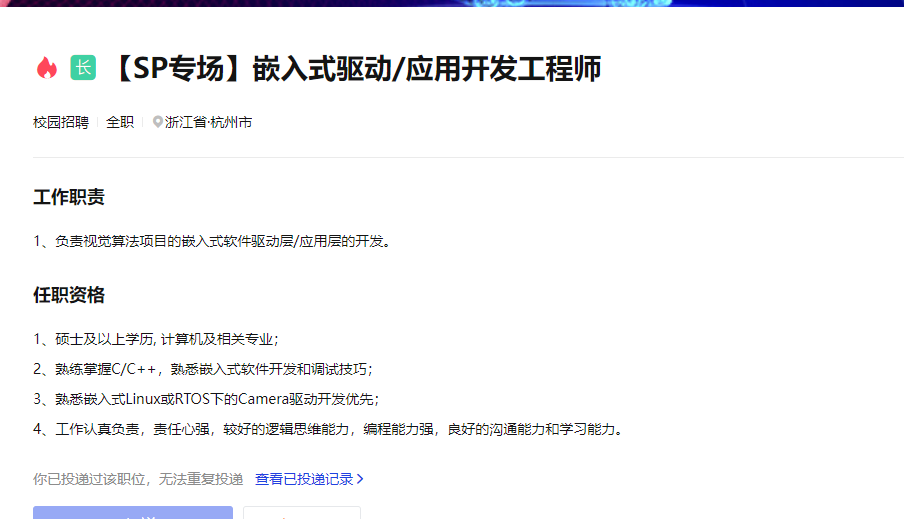 长 【SP专场】嵌入式驱动/应用开发工程师
校园招聘 全职 浙江省·杭州市
工作职责
1、负责视觉算法项目的嵌入式软件驱动层/应用层的开发。
任职资格
1、硕士及以上学历, 计算机及相关专业；
2、熟练掌握C/C++，熟悉嵌入式软件开发和调试技巧；
3、熟悉嵌入式Linux或RTOS下的Camera驱动开发优先；
4、工作认真负责，责任心强，较好的逻辑思维能力，编程能力强，良好的沟通能力和学习能力。
你已投递过该职位，无法重复投递 查看已投递记录